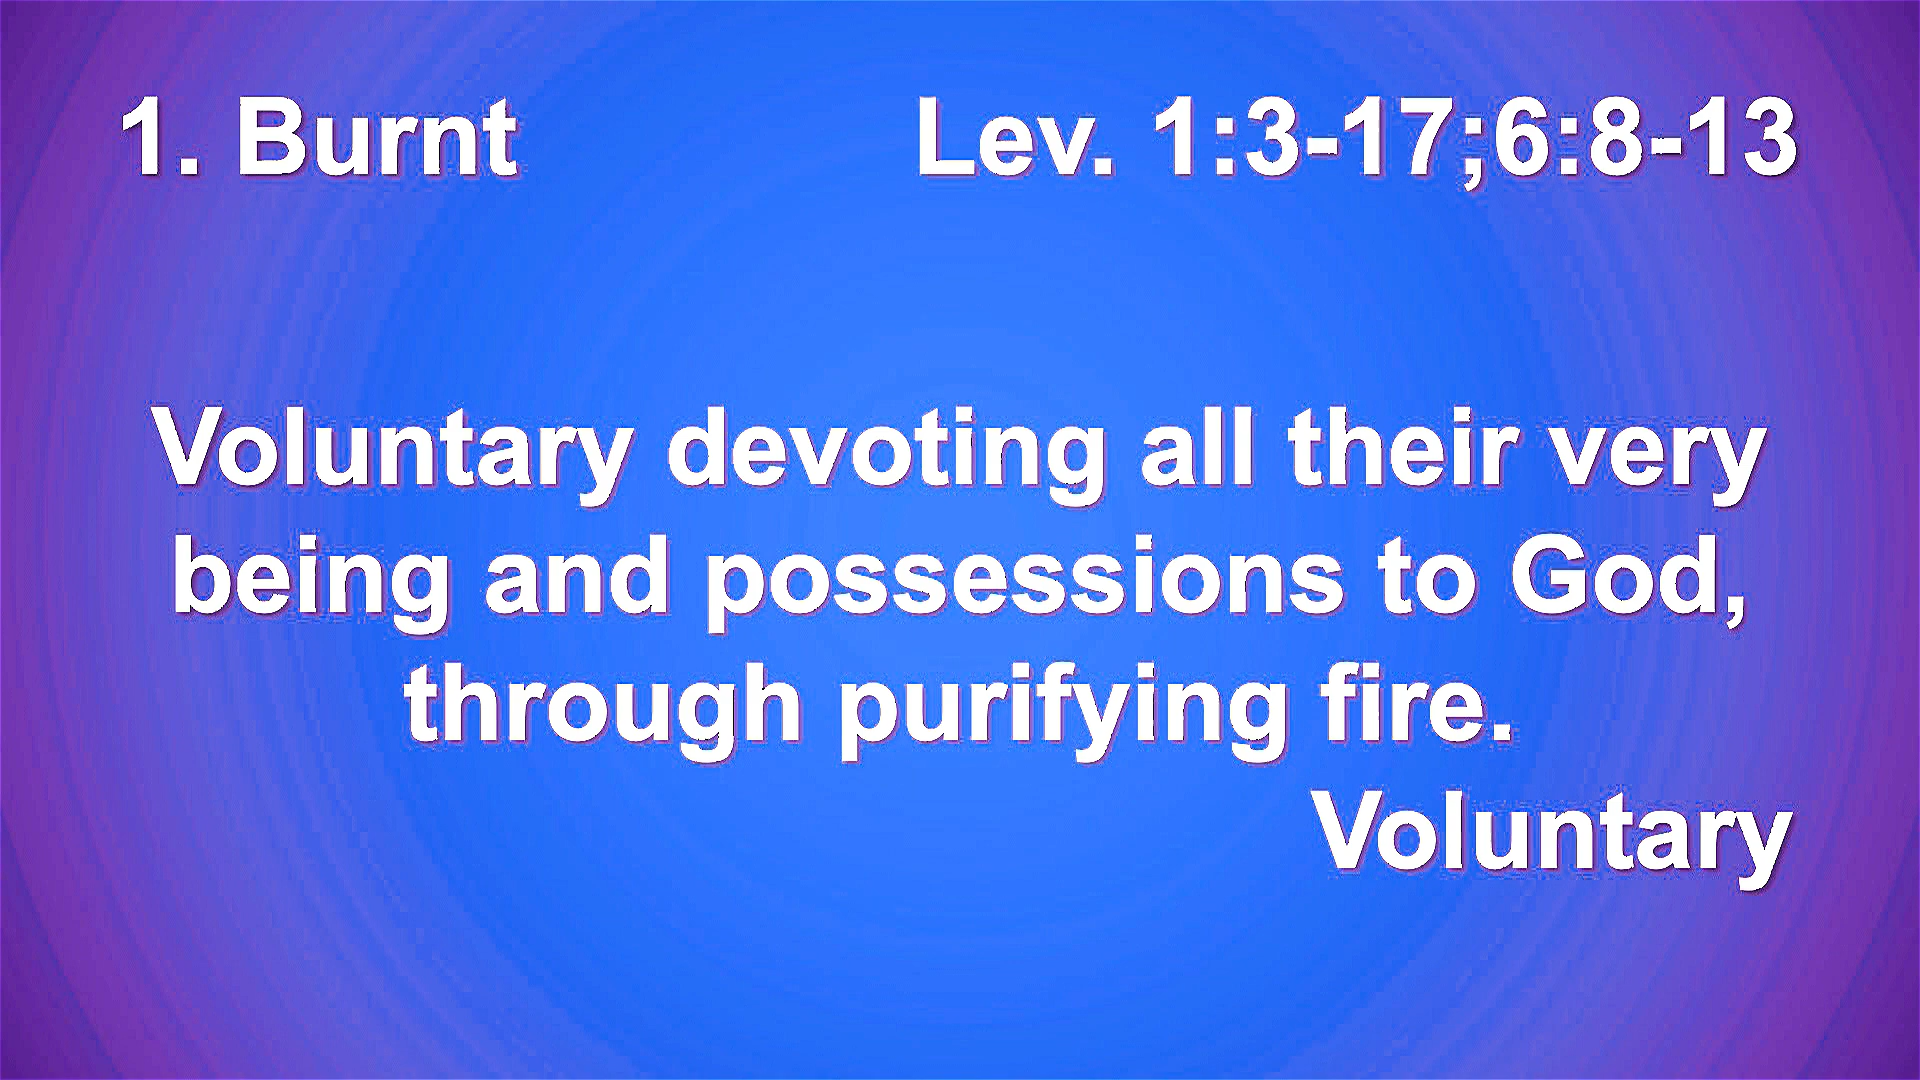 1. Burnt Lev. 1:3-17;6:8-13
Voluntary devoting all their very
being and possessions to God,
through purifying fire.
Voluntary